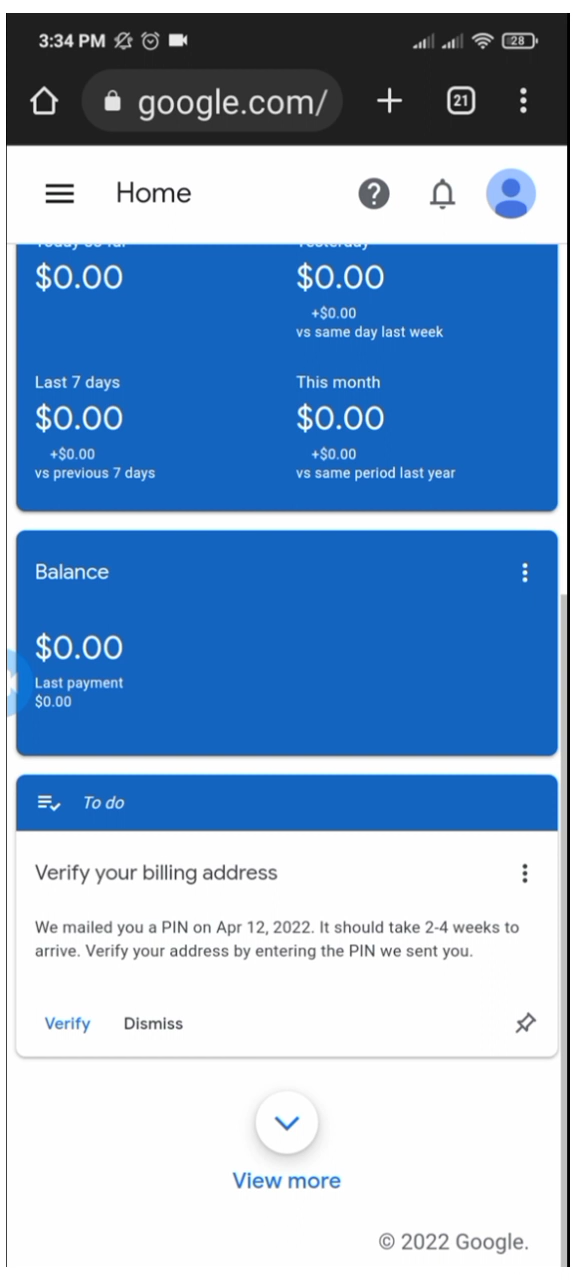 3:34 PM 28
google.com/ 21
Home
$0.00 $0.00
+$0.00
vs same day last week
Last 7 days This month
$0.00 $0.00
+$0.00 +$0.00
vs previous 7 days vs same period last year
Balance
$0.00
Last payment
$0.00
To do
Verify your billing address
We mailed you a PIN on Apr 12, 2022. It should take 2-4 weeks to
arrive. Verify your address by entering the PIN we sent you.
Verify Dismiss
View more
© 2022 Google.